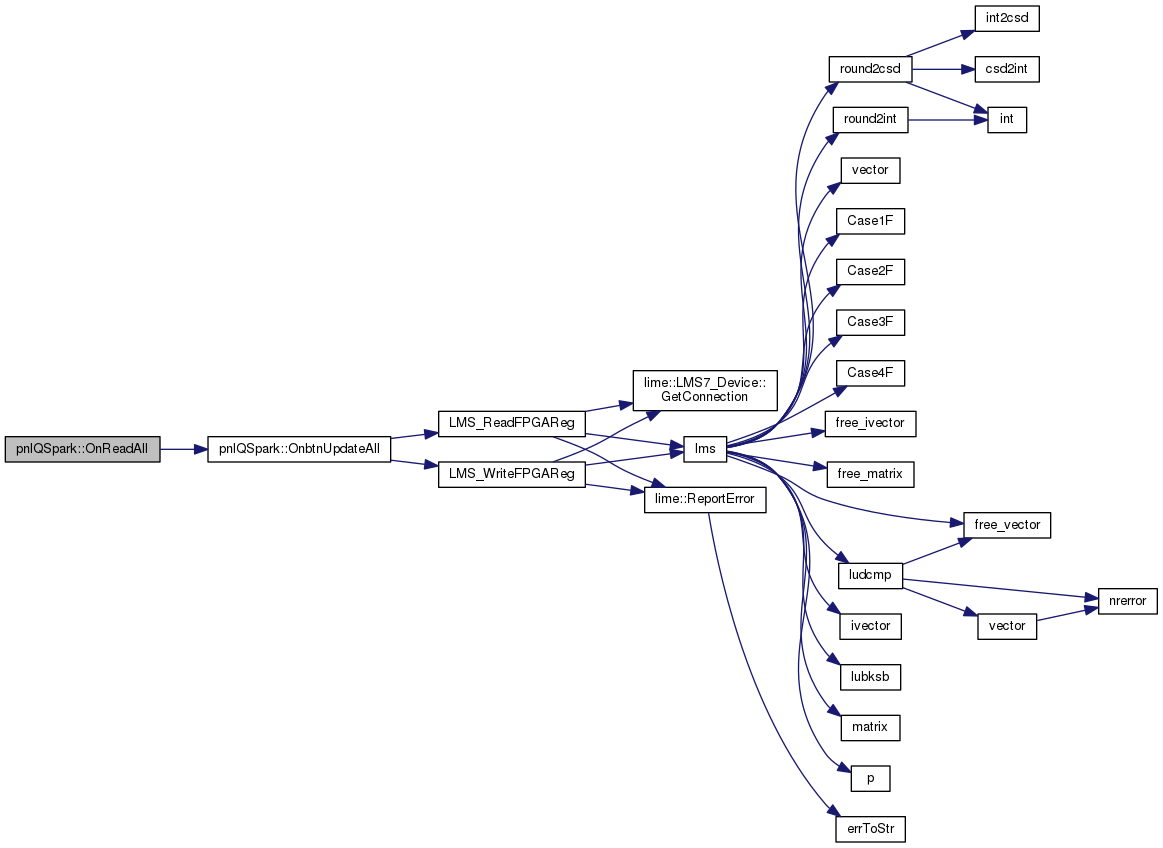 int2csd
round2csd
csd2int
round2int
int
vector
Case1F
Case2F
Case3F
Case4F
lime::LMS7_Device::
GetConnection
LMS_ReadFPGAReg
free_ivector
pnlQSpark::OnReadAll
pnlQSpark::OnbtnUpdateAll
lms
LMS_WriteFPGAReg
free_matrix
lime::ReportError
free_vector
ludcmp
nrerror
ivector
vector
lubksb
matrix
p
errToStr